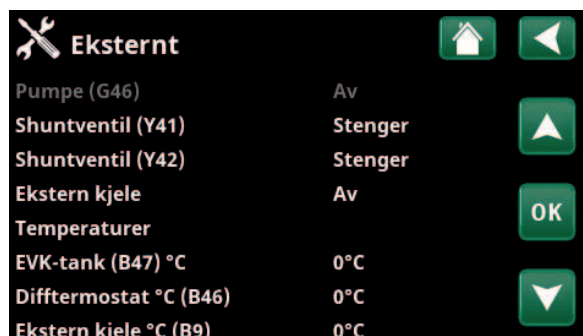 Eksternt
Pumpe (G46) Av
Shuntventil (Y41) Stenger
Shuntventil (Y42) Stenger
Ekstern kjele Av
OK
Temperaturer
EVK-tank (B47) °C 0°C
Difftermostat °C (B46) 0°C
Ekstern kjele °C (B9) 0°C